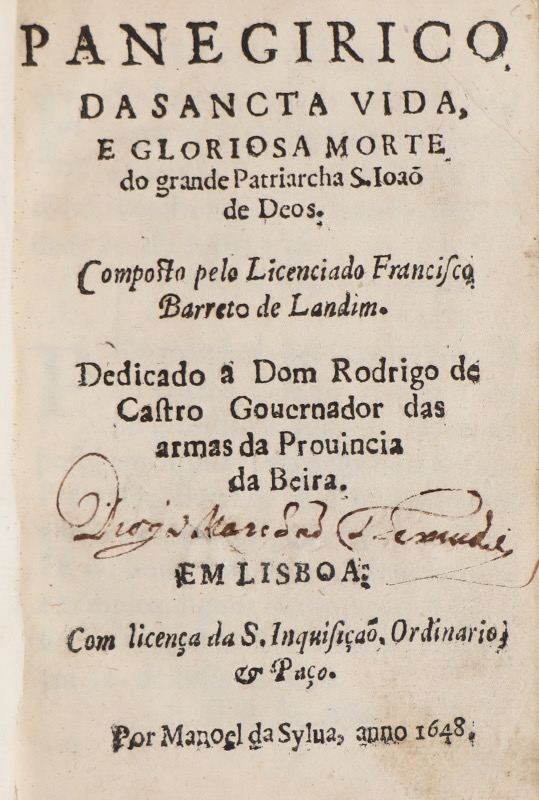 PANEGIRICO
DA SANCTA VIDA,
E GLORIOSA MORTE
do grande Patriarcha S. Ioaõ
de Deos.
Compoſto pelo Licenciado Franciſco
Barreto de Landim.
Dedicado a Dom Rodrigo de
Caſtro Gouernador das
armas da Prouincia
da Beira.
Diogo
EM LISBOA:
Com licença da S. Inquiſiçaõ, Ordinario,
& Paço.
Por Manoel da Sylua, anno 1648.